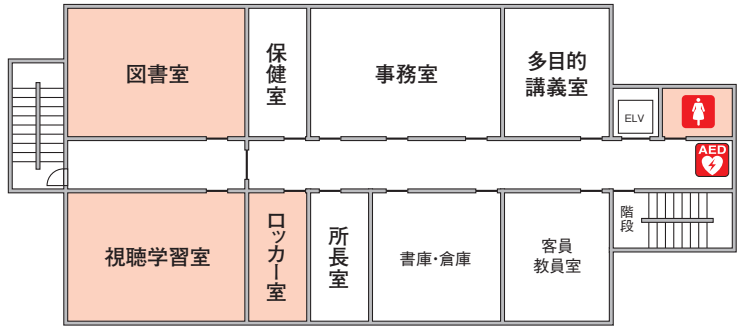 図書室
保健室
事務室
多目的
講義室
ELV
AED
視聴学習室
ロッカー室
所長室
書庫・倉庫
客員
教員室
階段